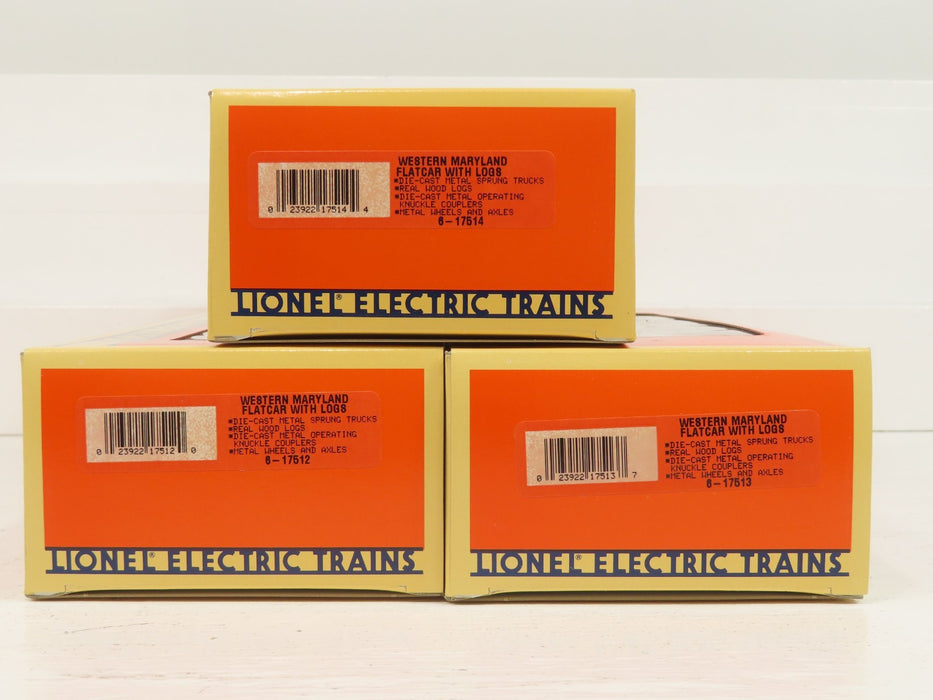 WESTERN MARYLAND
FLATCAR WITH LOGS
*DIE-CAST METAL SPRUNG TRUCKS
*REAL WOOD LOGS
*DIE-CAST METAL OPERATING
KNUCKLE COUPLERS
*METAL WHEELS AND AXLES
6-17514
0 23922 17514 4
LIONEL® ELECTRIC TRAINS
WESTERN MARYLAND
FLATCAR WITH LOGS
*DIE-CAST METAL SPRUNG TRUCKS
*REAL WOOD LOGS
*DIE-CAST METAL OPERATING
KNUCKLE COUPLERS
*METAL WHEELS AND AXLES
6-17512
0 23922 17512 0
LIONEL® ELECTRIC TRAINS
WESTERN MARYLAND
FLATCAR WITH LOGS
*DIE-CAST METAL SPRUNG TRUCKS
*REAL WOOD LOGS
*DIE-CAST METAL OPERATING
KNUCKLE COUPLERS
*METAL WHEELS AND AXLES
6-17513
0 23922 17513 7
LIONEL® ELECTRIC TRAINS